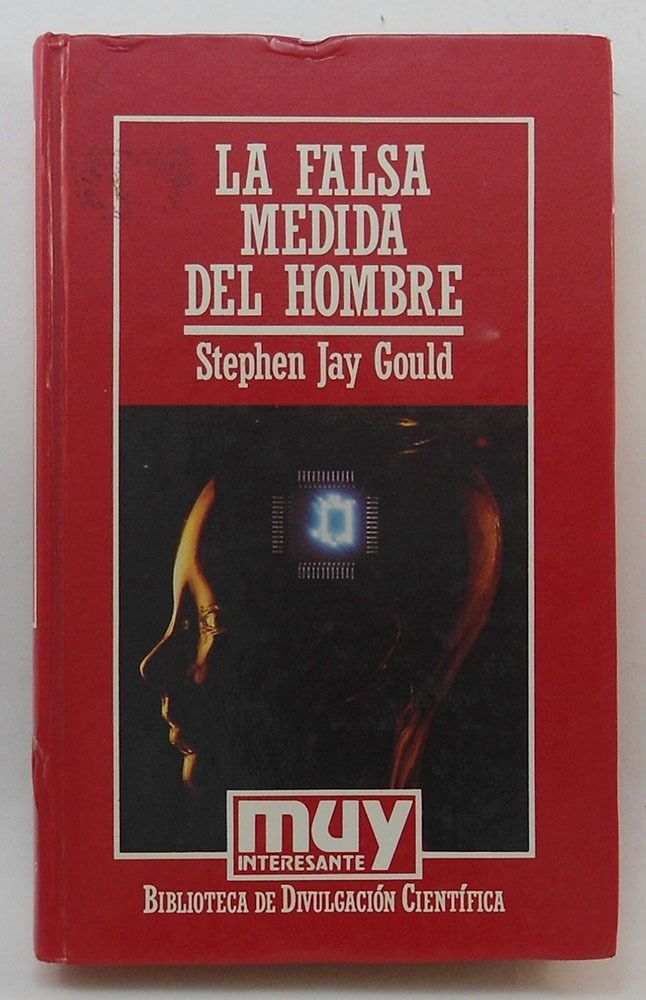 LA FALSA
MEDIDA
DEL HOMBRE
Stephen Jay Gould
muy
INTERESANTE
BIBLIOTECA DE DIVULGACIÓN CIENTÍFICA